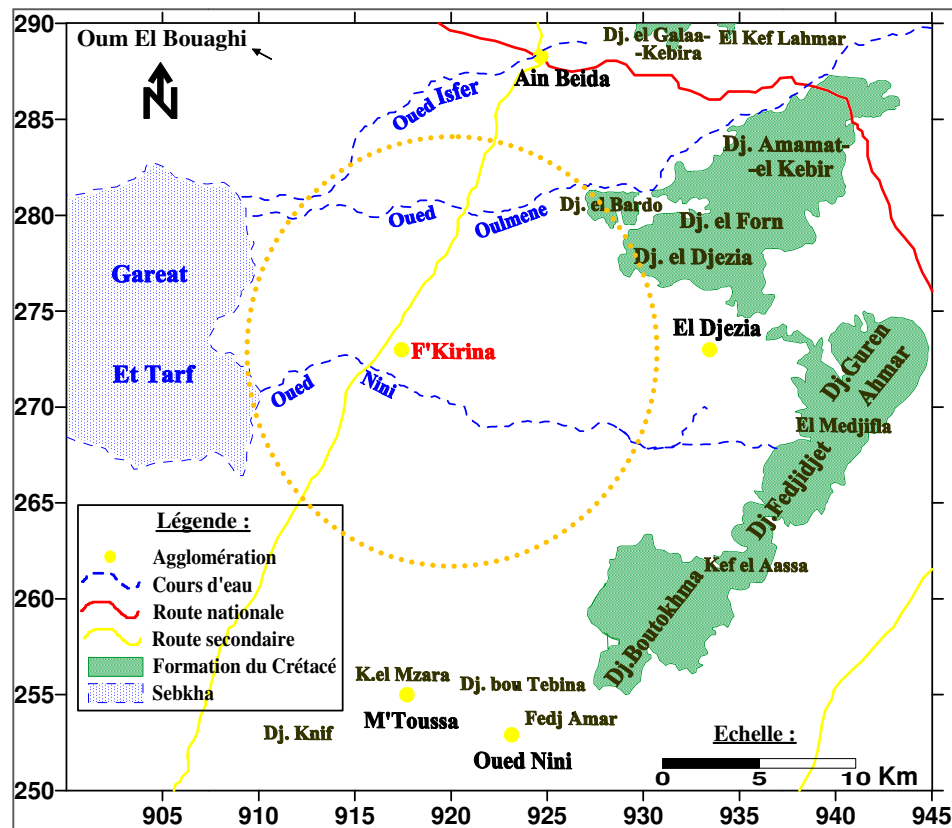 290
285
280
275
270
265
260
255
250
Oum El Bouaghi
N
Dj. el Galaa-
-Kebira
El Kef Lahmar
Ain Beida
Oued Isfer
Dj. Amamat-
-el Kebir
Dj. el Bardo
Oued Oulmene
Dj. el Forn
Dj. el Djezia
Gareat
Et Tarf
El Djezia
F'Kirina
Oued Nini
Dj.Guren
Ahmar
El Medjifla
Dj.Fedjidjet
Kef el Aassa
Dj.Boutokhma
Légende :
Agglomération
Cours d'eau
Route nationale
Route secondaire
Formation du Crétacé
Sebkha
K.el Mzara
Dj. bou Tebina
M'Toussa
Fedj Amar
Dj. Knif
Oued Nini
Echelle :
0 5 10 Km
905 910 915 920 925 930 935 940 945